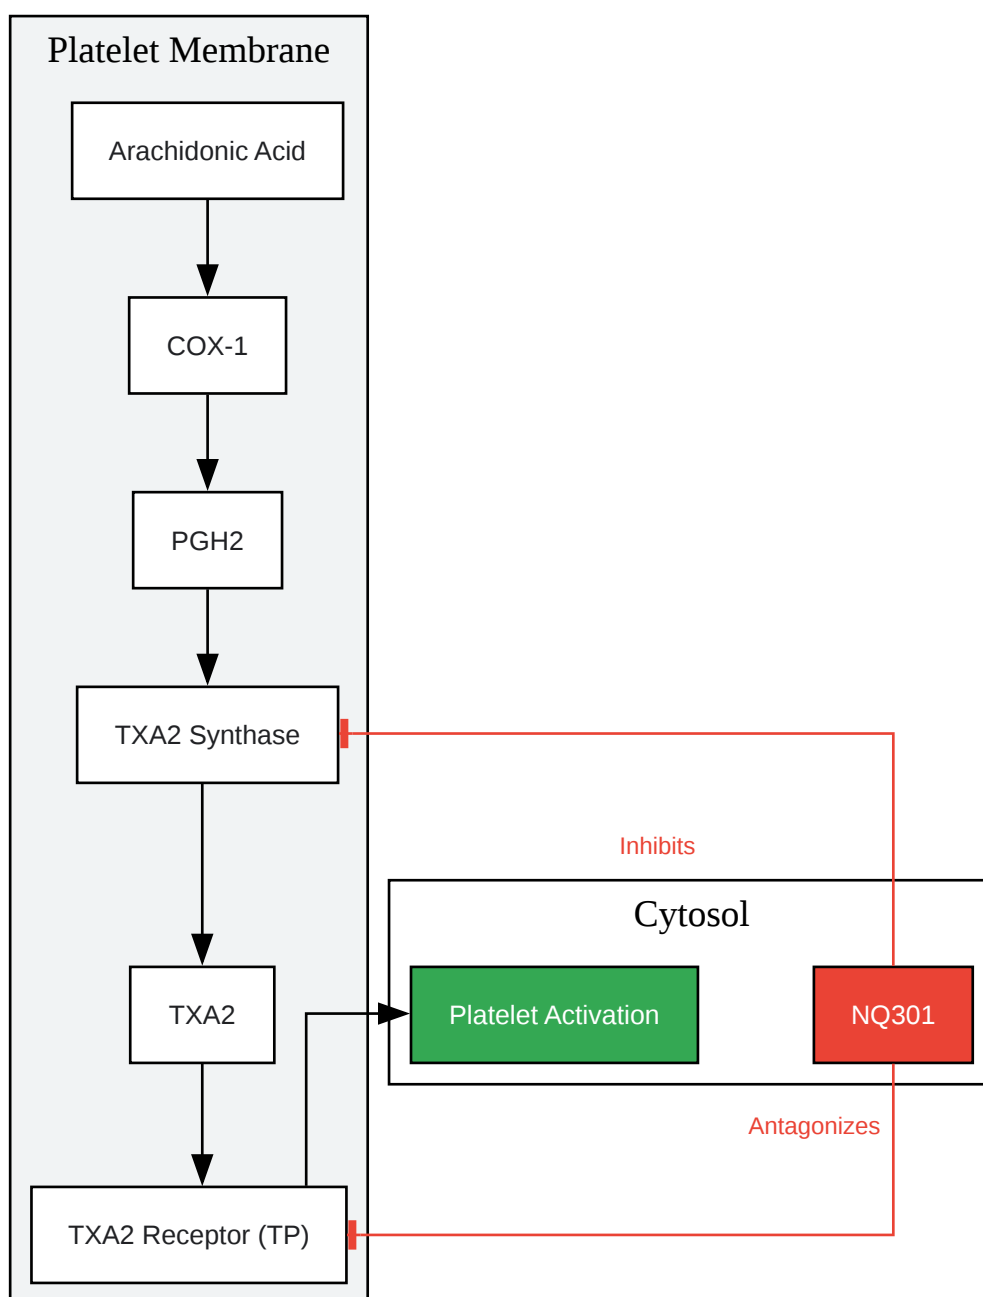 Platelet Membrane
Arachidonic Acid
COX-1
PGH2
TXA2 Synthase
Inhibits
Cytosol
TXA2
Platelet Activation
NQ301
Antagonizes
TXA2 Receptor (TP)